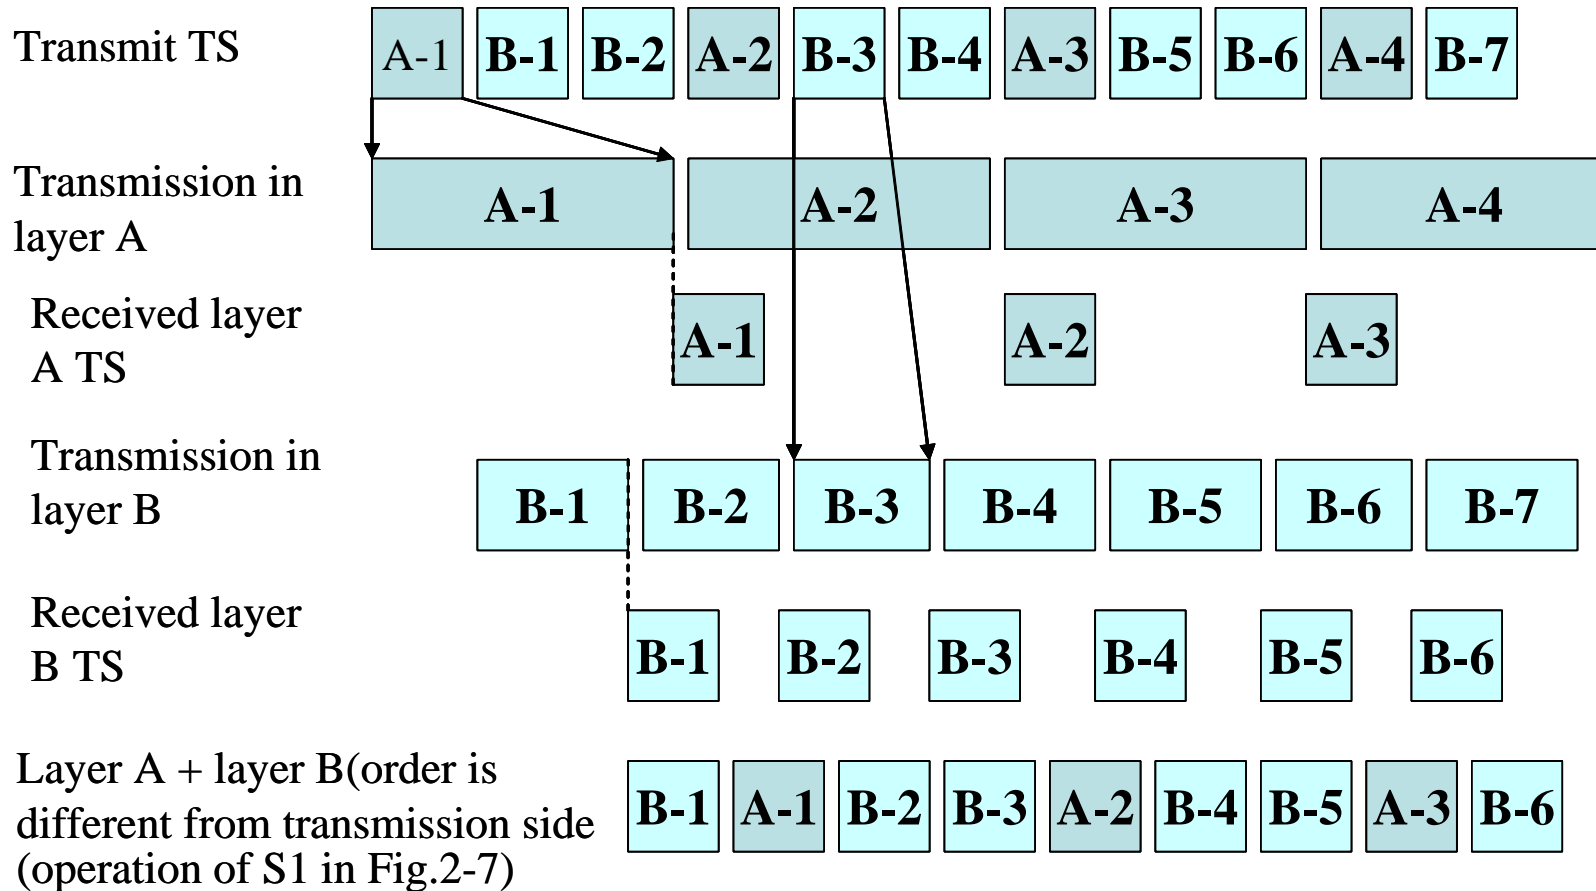 Transmit TS A-1 B-1 B-2 A-2 B-3 B-4 A-3 B-5 B-6 A-4 B-7
Transmission in
layer A
A-1 A-2 A-3 A-4
Received layer
A TS
A-1 A-2 A-3
Transmission in
layer B
B-1 B-2 B-3 B-4 B-5 B-6 B-7
Received layer
B TS
B-1 B-2 B-3 B-4 B-5 B-6
Layer A + layer B(order is
different from transmission side
(operation of S1 in Fig.2-7)
B-1 A-1 B-2 B-3 A-2 B-4 B-5 A-3 B-6